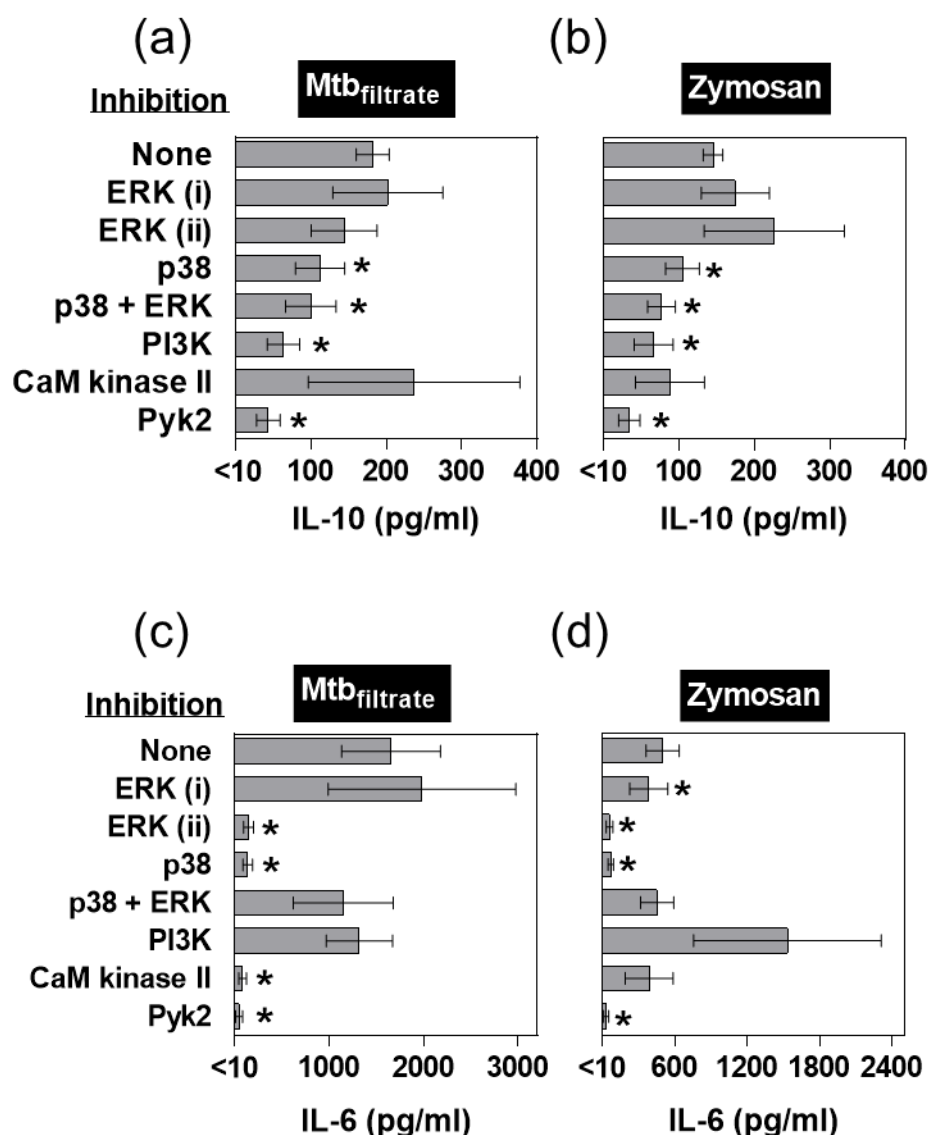 (a)
(b)
Inhibition
Mtbfiltrate
Zymosan
None
ERK (i)
ERK (ii)
p38
p38 + ERK
PI3K
CaM kinase II
Pyk2
*
*
*
*
*
*
*
*
<10 100 200 300 400
<10 100 200 300 400
IL-10 (pg/ml)
IL-10 (pg/ml)
(c)
(d)
Inhibition
Mtbfiltrate
Zymosan
None
ERK (i)
ERK (ii)
p38
p38 + ERK
PI3K
CaM kinase II
Pyk2
*
*
*
*
*
*
*
*
<10 1000 2000 3000
<10 600 1200 1800 2400
IL-6 (pg/ml)
IL-6 (pg/ml)